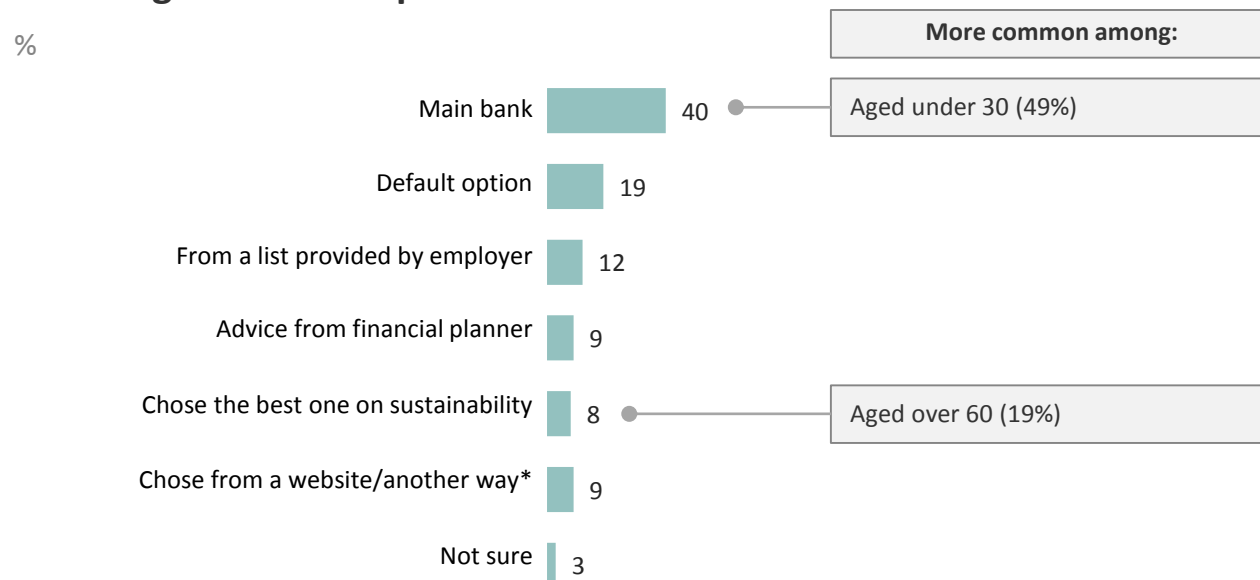 %
More common among:
Main bank 40
Aged under 30 (49%)
Default option 19
From a list provided by employer 12
Advice from financial planner 9
Chose the best one on sustainability 8
Aged over 60 (19%)
Chose from a website/another way* 9
Not sure 3